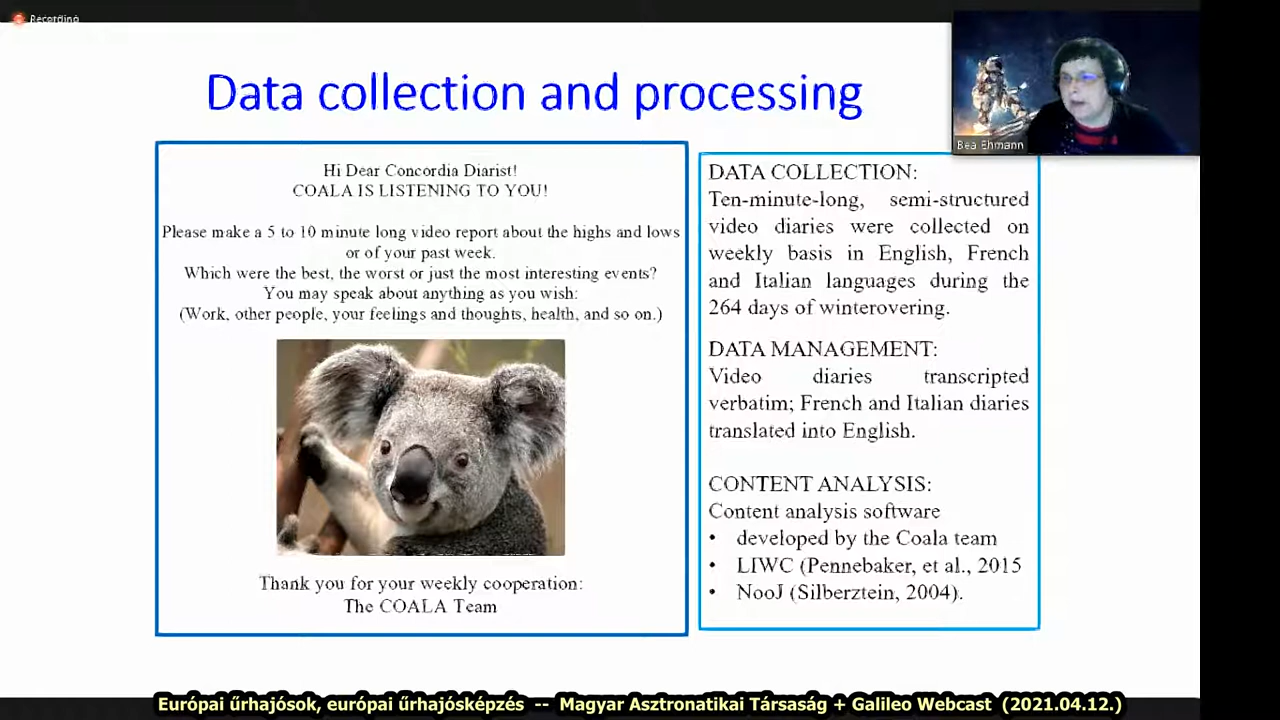 Recording
Data collection and processing
Bea Ehmann
Hi Dear Concordia Diarist!
COALA IS LISTENING TO YOU!
Please make a 5 to 10 minute long video report about the highs and lows
or of your past week.
Which were the best, the worst or just the most interesting events?
You may speak about anything as you wish:
(Work, other people, your feelings and thoughts, health, and so on.)
Thank you for your weekly cooperation:
The COALA Team
DATA COLLECTION:
Ten-minute-long, semi-structured
video diaries were collected on
weekly basis in English, French
and Italian languages during the
264 days of winterovering.
DATA MANAGEMENT:
Video diaries transcripted
verbatim; French and Italian diaries
translated into English.
CONTENT ANALYSIS:
Content analysis software
• developed by the Coala team
• LIWC (Pennebaker, et al., 2015
• NooJ (Silberztein, 2004).
Európai űrhajósok, európai űrhajósképzés -- Magyar Asztronatikai Társaság + Galileo Webcast (2021.04.12.)